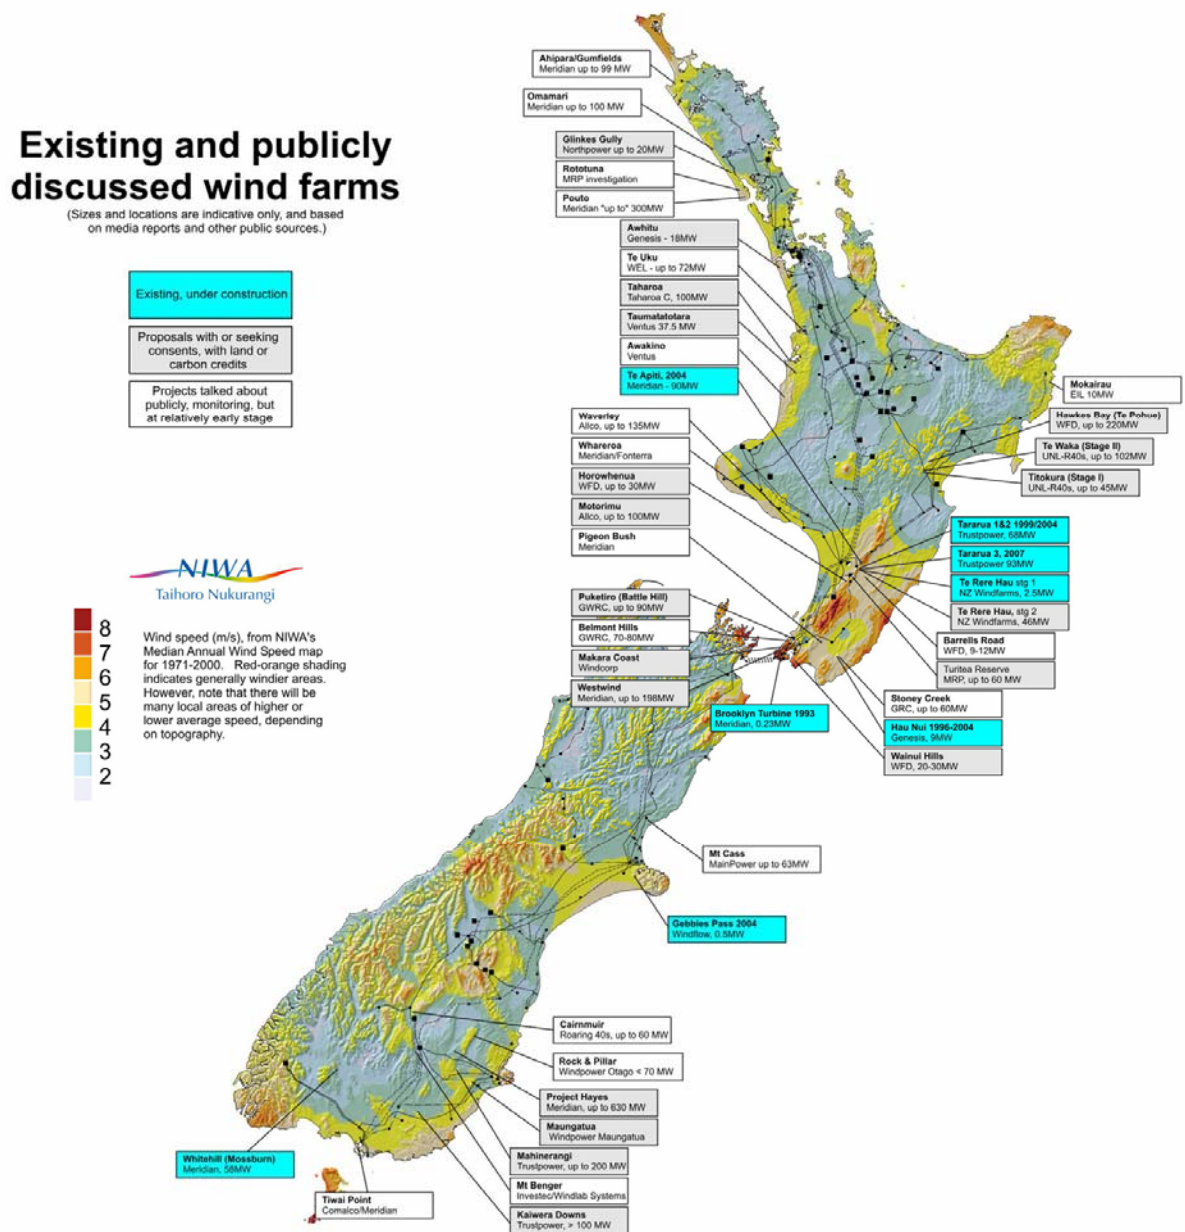 Existing and publicly
discussed wind farms
(Sizes and locations are indicative only, and based
on media reports and other public sources.)
Existing, under construction
Proposals with or seeking
consents, with land or
carbon credits
Projects talked about
publicly, monitoring, but
at relatively early stage
NIWA
Taihoro Nukurangi
8
7
6
5
4
3
2
Wind speed (m/s), from NIWA's
Median Annual Wind Speed map
for 1971-2000. Red-orange shading
indicates generally windier areas.
However, note that there will be
many local areas of higher or
lower average speed, depending
on topography.
Ahipara/Gumfields
Meridian up to 99 MW
Omamari
Meridian up to 100 MW
Glinkes Gully
Northpower up to 20MW
Rototuna
MRP investigation
Pouto
Meridian "up to" 300MW
Awhitu
Genesis - 18MW
Te Uku
WEL - up to 72MW
Taharoa
Taharoa C, 100MW
Taumatatotara
Ventus 37.5 MW
Awakino
Ventus
Te Apiti, 2004
Meridian - 90MW
Waverley
Allco, up to 135MW
Whareroa
Meridian/Fonterra
Horowhenua
WFD, up to 30MW
Motorimu
Allco, up to 100MW
Pigeon Bush
Meridian
Mokairau
EIL 10MW
Hawkes Bay (Te Pohue)
WFD, up to 220MW
Te Waka (Stage II)
UNL-R40s, up to 102MW
Titokura (Stage I)
UNL-R40s, up to 45MW
Tararua 1&2 1999/2004
Trustpower, 68MW
Tararua 3, 2007
Trustpower 93MW
Te Rere Hau stg 1
NZ Windfarms, 2.5MW
Te Rere Hau, stg 2
NZ Windfarms, 46MW
Barrells Road
WFD, 9-12MW
Turitea Reserve
MRP, up to 60 MW
Stoney Creek
GRC, up to 60MW
Hau Nui 1996-2004
Genesis, 9MW
Wainui Hills
WFD, 20-30MW
Puketiro (Battle Hill)
GWRC, up to 90MW
Belmont Hills
GWRC, 70-80MW
Makara Coast
Windcorp
Westwind
Meridian, up to 198MW
Brooklyn Turbine 1993
Meridian, 0.23MW
Mt Cass
MainPower up to 63MW
Gebbies Pass 2004
Windflow, 0.5MW
Cairnmuir
Roaring 40s, up to 60 MW
Rock & Pillar
Windpower Otago < 70 MW
Project Hayes
Meridian, up to 630 MW
Maungatua
Windpower Maungatua
Mahinerangi
Trustpower, up to 200 MW
Mt Benger
Investec/Windlab Systems
Kaiwera Downs
Trustpower, > 100 MW
Whitehill (Mossburn)
Meridian, 58MW
Tiwai Point
Comalco/Meridian